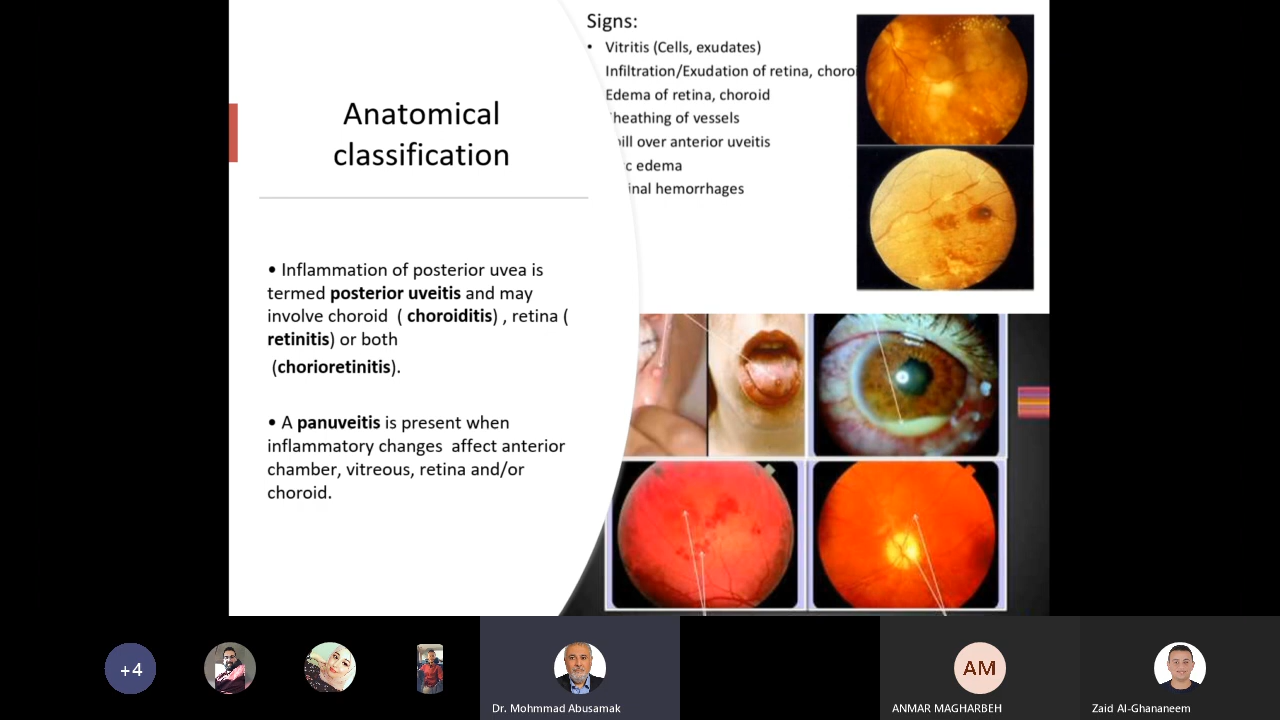 Anatomical
classification
• Inflammation of posterior uvea is
termed posterior uveitis and may
involve choroid ( choroiditis) , retina (
retinitis) or both
(chorioretinitis).
• A panuveitis is present when
inflammatory changes affect anterior
chamber, vitreous, retina and/or
choroid.
Signs:
• Vitritis (Cells, exudates)
Infiltration/Exudation of retina, choroi
Edema of retina, choroid
heathing of vessels
pill over anterior uveitis
c edema
inal hemorrhages
+4
Dr. Mohmmad Abusamak
AM
ANMAR MAGHARBEH
Zaid Al-Ghananeem